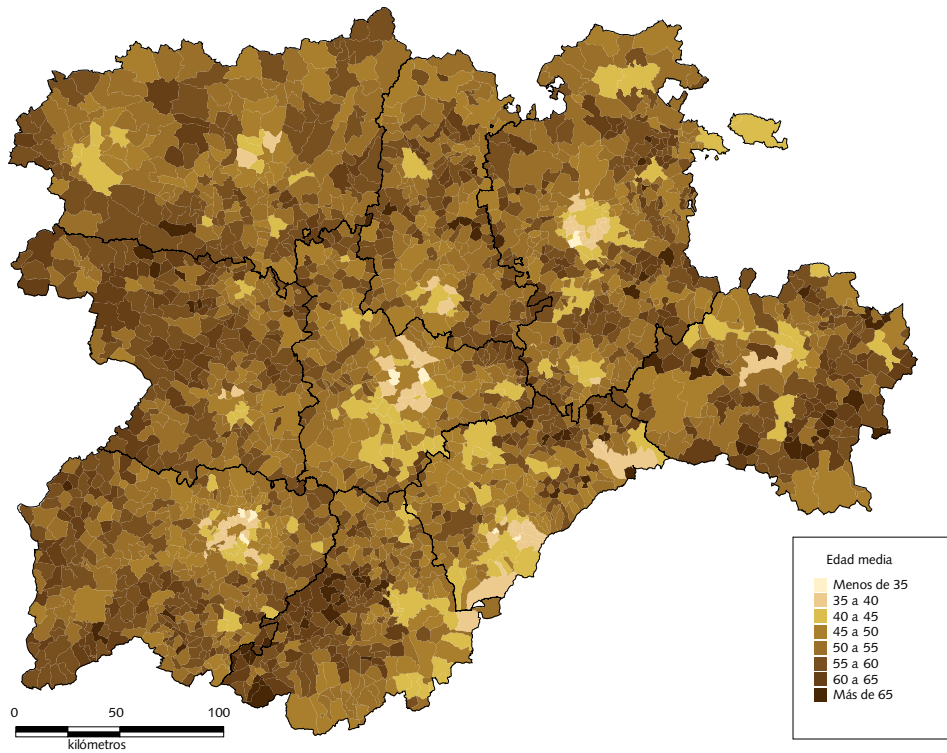 Edad media
Menos de 35
35 a 40
40 a 45
45 a 50
50 a 55
55 a 60
60 a 65
Más de 65
0 50 100
kilómetros